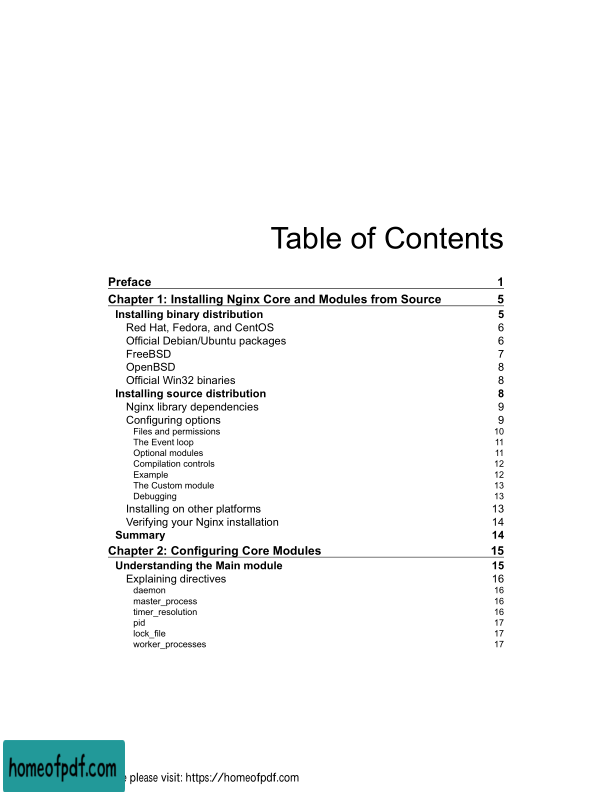 Table of Contents
Preface 1
Chapter 1: Installing Nginx Core and Modules from Source 5
Installing binary distribution 5
Red Hat, Fedora, and CentOS 6
Official Debian/Ubuntu packages 6
FreeBSD 7
OpenBSD 8
Official Win32 binaries 8
Installing source distribution 8
Nginx library dependencies 9
Configuring options 9
Files and permissions 10
The Event loop 11
Optional modules 11
Compilation controls 12
Example 12
The Custom module 13
Debugging 13
Installing on other platforms 13
Verifying your Nginx installation 14
Summary 14
Chapter 2: Configuring Core Modules 15
Understanding the Main module 15
Explaining directives 16
daemon 16
master_process 16
timer_resolution 16
pid 17
lock_file 17
worker_processes 17
homeofpdf.com
please visit: https://homeofpdf.com